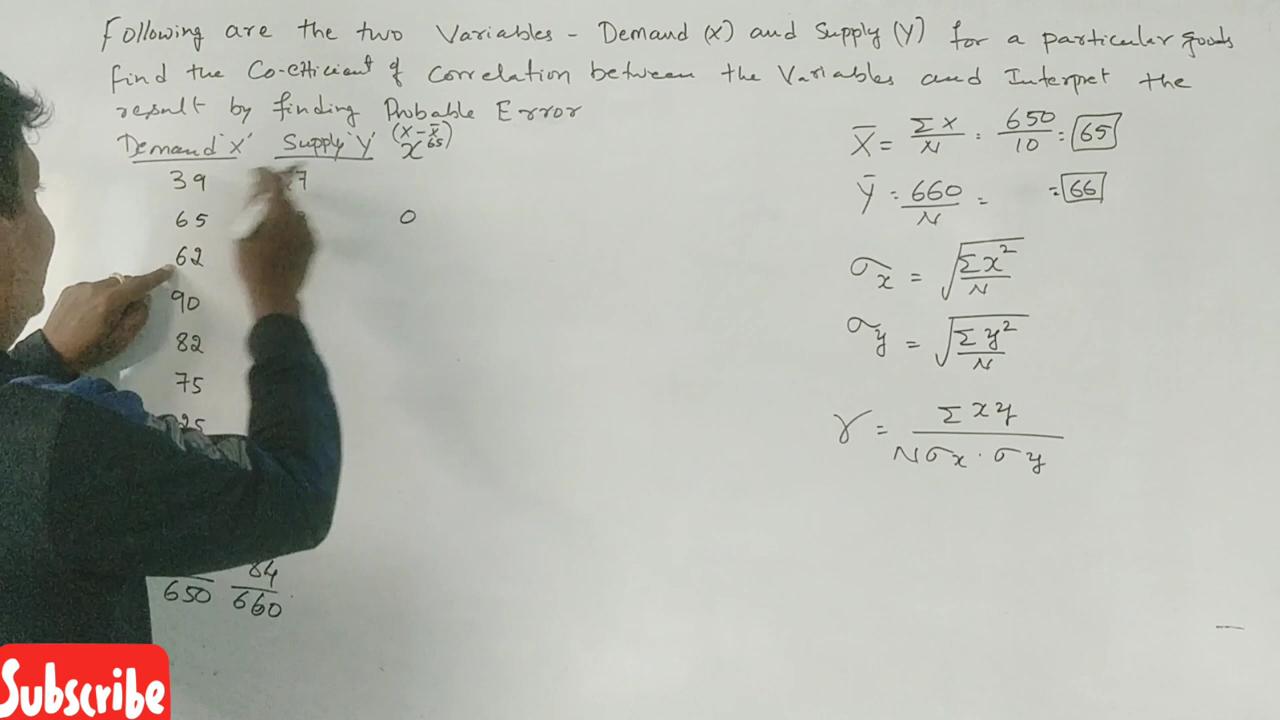 Following are the two Variables - Demand (X) and Supply (Y) for a particular goods
find the Co-efficient of Correlation between the Variables and Interpret the
result by finding Probable Error
Demand 'X' Supply 'Y' (X - X̄) 65 x
39 7
65 0
62
90
82
75
25
84
650 660
X̄ = ΣX/N = 650/10 = 65
Ȳ = 660/N = = 66
σx = √Σx²/N
σy = √Σy²/N
r = Σxy / Nσx · σy
Subscribe